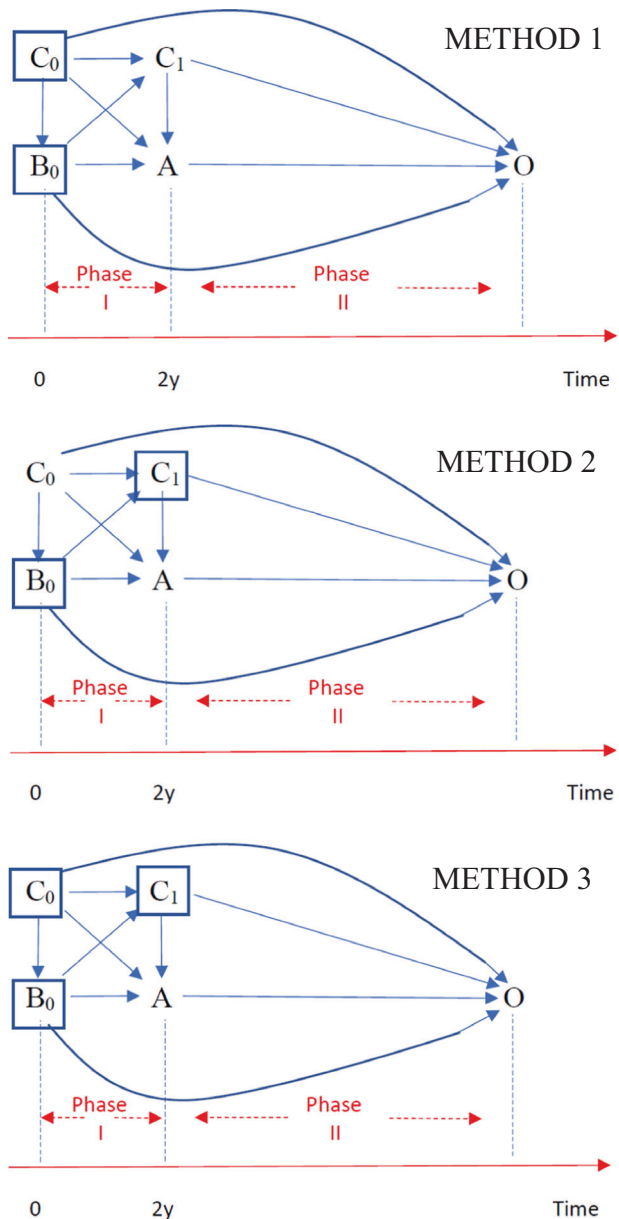 METHOD 1
C₀ C₁
B₀ A O
Phase Phase
I II
0 2y Time
METHOD 2
C₀ C₁
B₀ A O
Phase Phase
I II
0 2y Time
METHOD 3
C₀ C₁
B₀ A O
Phase Phase
I II
0 2y Time